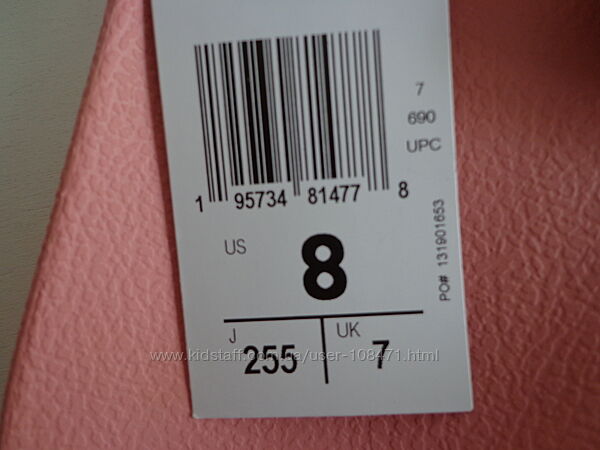 7
690
UPC
1 95734 81477 8
US 8
J 255
UK 7
PO# 131901653
www.kidstaff.com.ua/user-108471.html